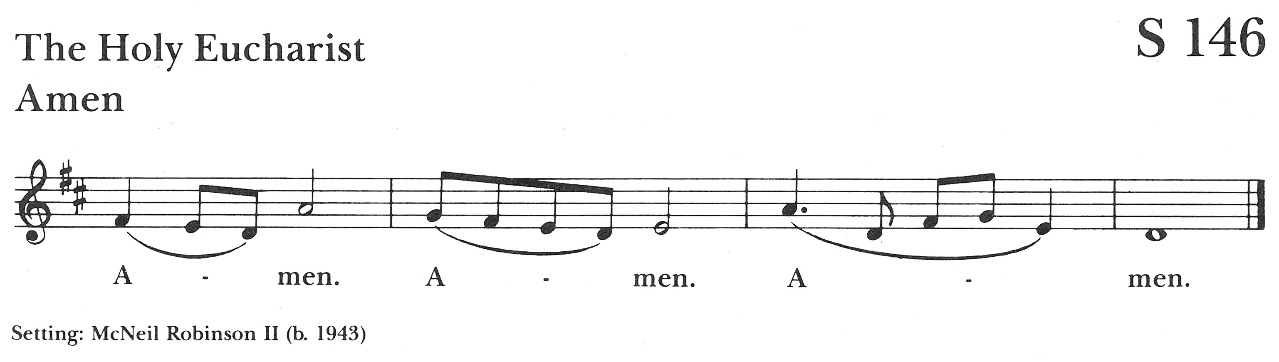 The Holy Eucharist
S 146
Amen
A - men. A - men. A - men.
Setting: McNeil Robinson II (b. 1943)